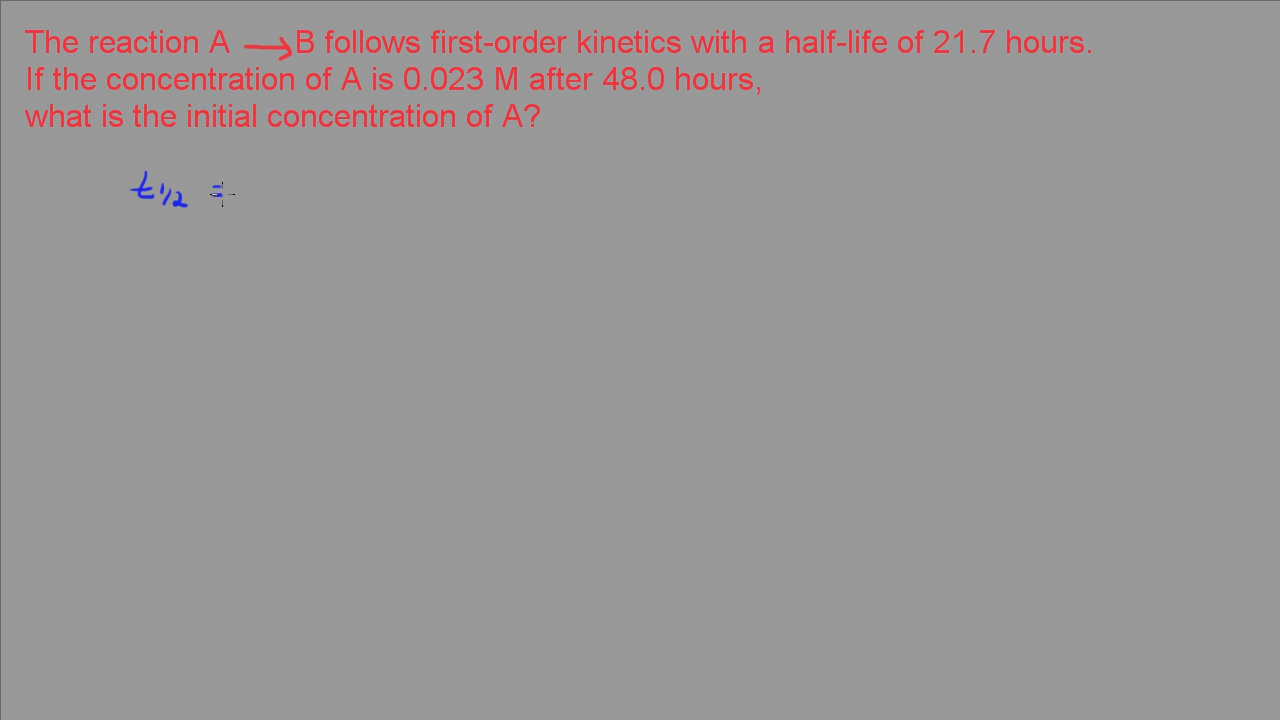 The reaction A ⟶ B follows first-order kinetics with a half-life of 21.7 hours.
If the concentration of A is 0.023 M after 48.0 hours,
what is the initial concentration of A?
t 1/2 =